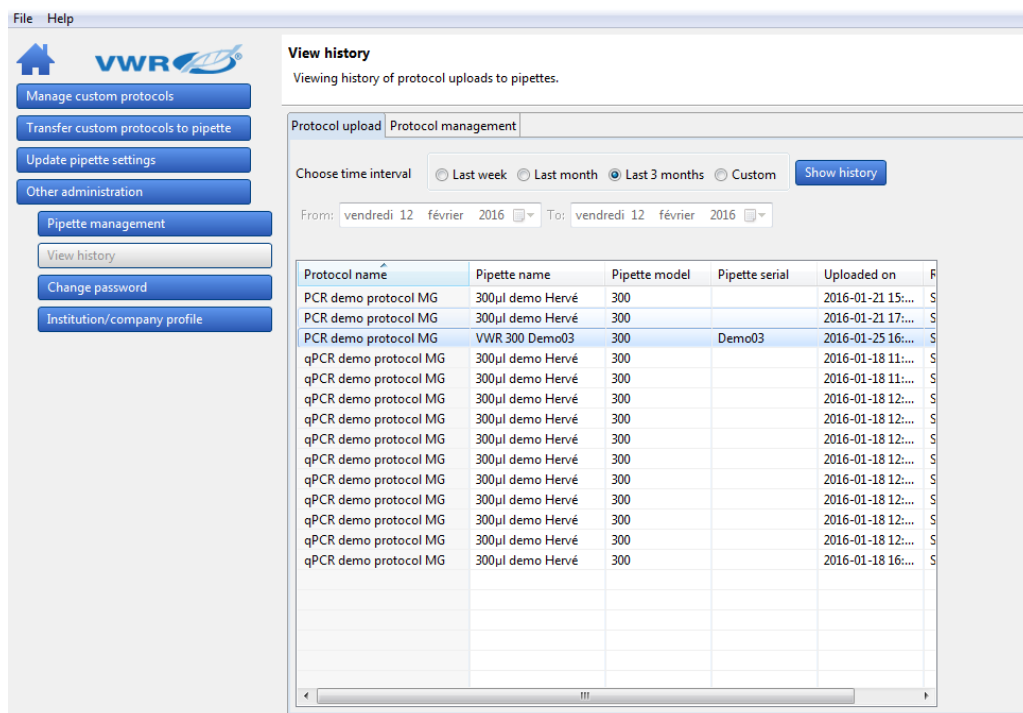 File Help
VWR
Manage custom protocols
Transfer custom protocols to pipette
Update pipette settings
Other administration
Pipette management
View history
Change password
Institution/company profile
View history
Viewing history of protocol uploads to pipettes.
Protocol upload Protocol management
Choose time interval Last week Last month Last 3 months Custom Show history
From: vendredi 12 février 2016 To: vendredi 12 février 2016
Protocol name Pipette name Pipette model Pipette serial Uploaded on R
PCR demo protocol MG 300µl demo Hervé 300 2016-01-21 15:... S
PCR demo protocol MG 300µl demo Hervé 300 2016-01-21 17:... S
PCR demo protocol MG VWR 300 Demo03 300 Demo03 2016-01-25 16:... S
qPCR demo protocol MG 300µl demo Hervé 300 2016-01-18 11:... S
qPCR demo protocol MG 300µl demo Hervé 300 2016-01-18 11:... S
qPCR demo protocol MG 300µl demo Hervé 300 2016-01-18 12:... S
qPCR demo protocol MG 300µl demo Hervé 300 2016-01-18 12:... S
qPCR demo protocol MG 300µl demo Hervé 300 2016-01-18 12:... S
qPCR demo protocol MG 300µl demo Hervé 300 2016-01-18 12:... S
qPCR demo protocol MG 300µl demo Hervé 300 2016-01-18 12:... S
qPCR demo protocol MG 300µl demo Hervé 300 2016-01-18 12:... S
qPCR demo protocol MG 300µl demo Hervé 300 2016-01-18 12:... S
qPCR demo protocol MG 300µl demo Hervé 300 2016-01-18 12:... S
qPCR demo protocol MG 300µl demo Hervé 300 2016-01-18 16:... S